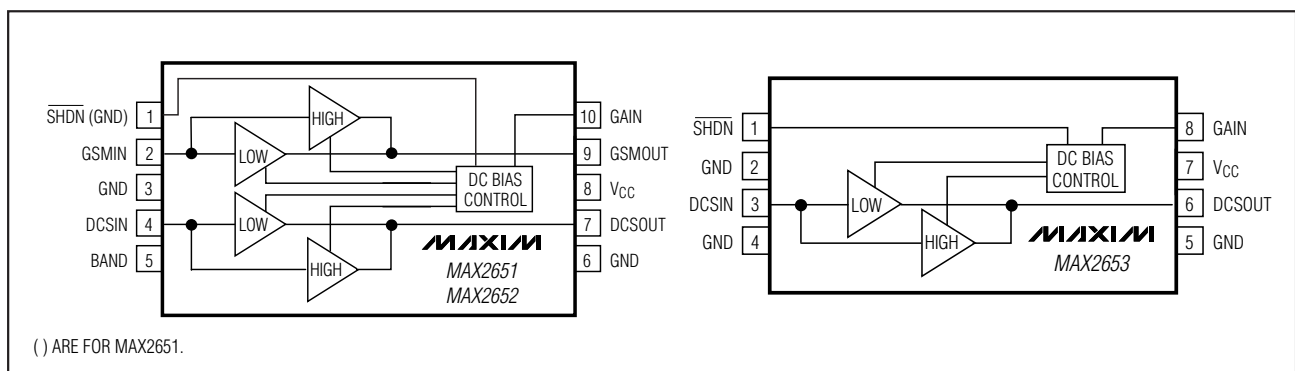 SHDN (GND) 1
GSMIN 2
GND 3
DCSIN 4
BAND 5
HIGH
LOW
LOW
HIGH
DC BIAS
CONTROL
10 GAIN
9 GSMOUT
8 VCC
7 DCSOUT
6 GND
MAXIM
MAX2651
MAX2652
SHDN 1
GND 2
DCSIN 3
GND 4
LOW
HIGH
DC BIAS
CONTROL
8 GAIN
7 VCC
6 DCSOUT
5 GND
MAXIM
MAX2653
( ) ARE FOR MAX2651.